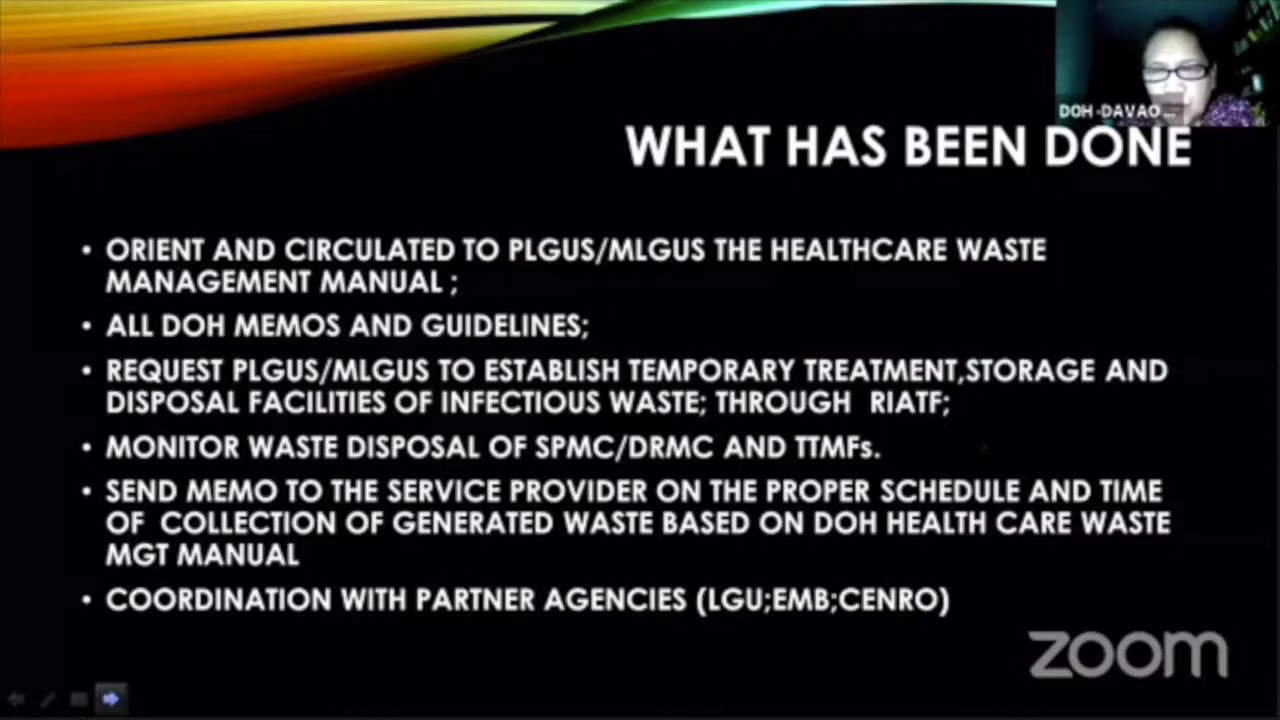 DOH-DAVAO ...
WHAT HAS BEEN DONE
• ORIENT AND CIRCULATED TO PLGUS/MLGUS THE HEALTHCARE WASTE
MANAGEMENT MANUAL ;
• ALL DOH MEMOS AND GUIDELINES;
• REQUEST PLGUS/MLGUS TO ESTABLISH TEMPORARY TREATMENT,STORAGE AND
DISPOSAL FACILITIES OF INFECTIOUS WASTE; THROUGH  RIATF;
• MONITOR WASTE DISPOSAL OF SPMC/DRMC AND TTMFs.
• SEND MEMO TO THE SERVICE PROVIDER ON THE PROPER SCHEDULE AND TIME
OF  COLLECTION OF GENERATED WASTE BASED ON DOH HEALTH CARE WASTE
MGT MANUAL
• COORDINATION WITH PARTNER AGENCIES (LGU;EMB;CENRO)
zoom